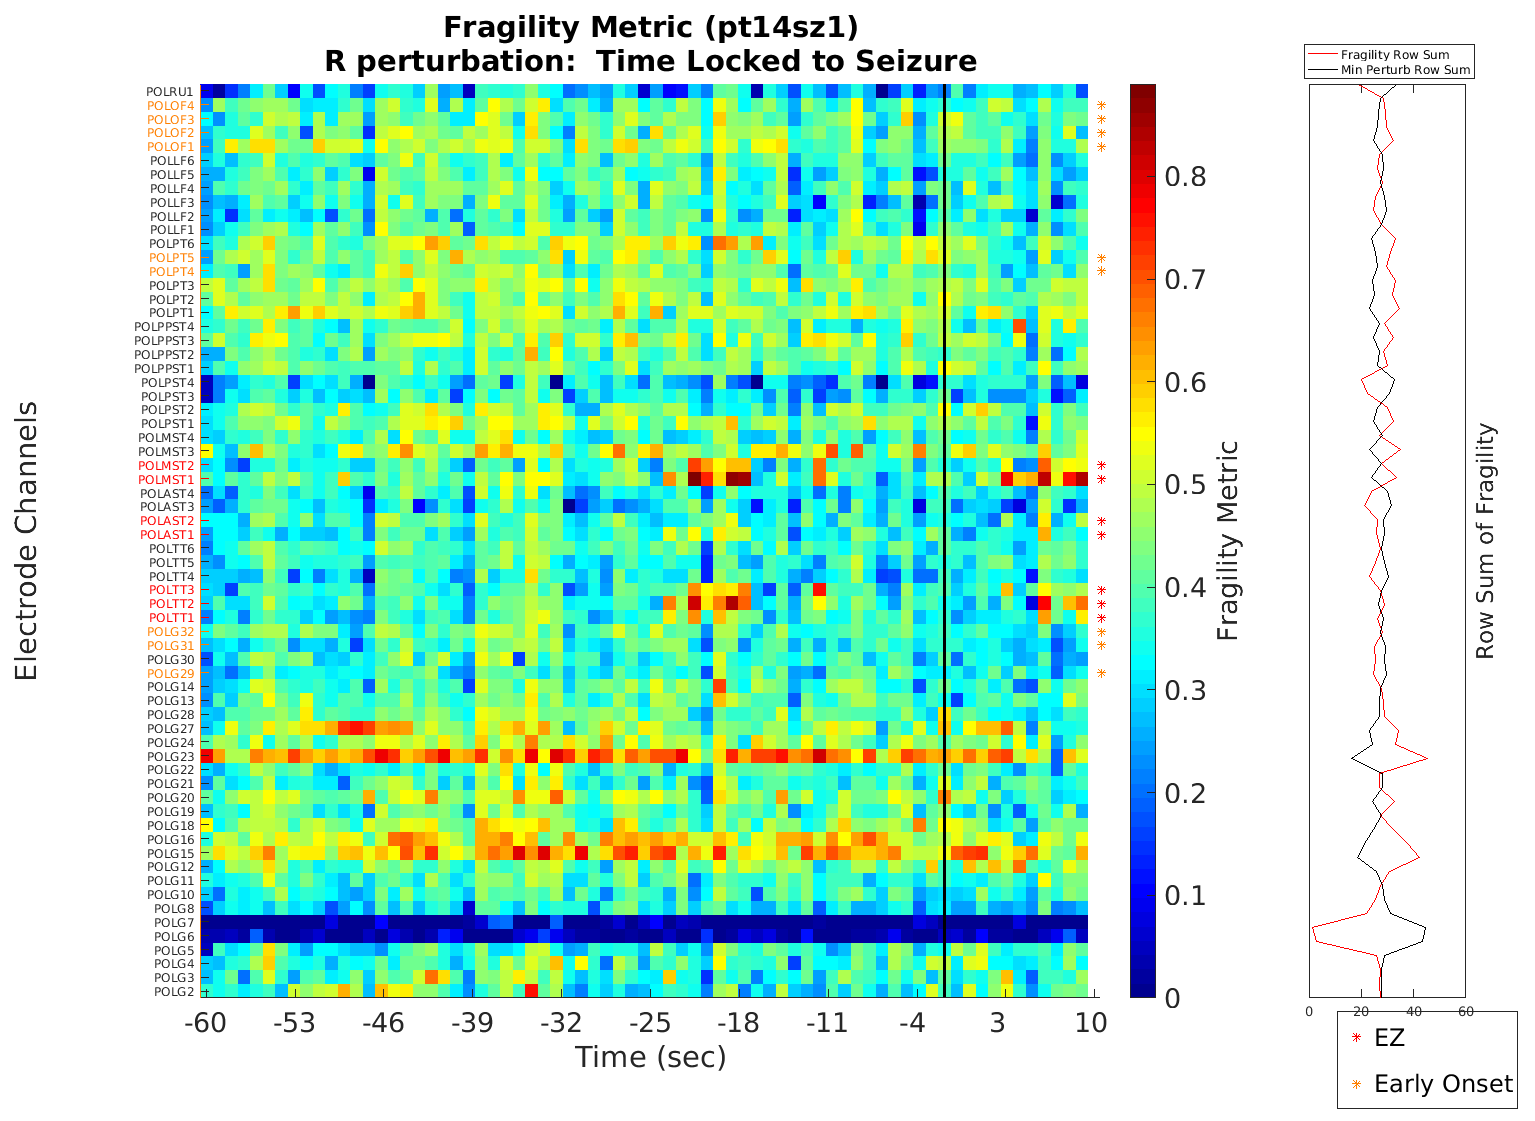 Fragility Metric (pt14sz1)
R perturbation:  Time Locked to Seizure
Electrode Channels
POLRU1
POLOF4
POLOF3
POLOF2
POLOF1
POLLF6
POLLF5
POLLF4
POLLF3
POLLF2
POLLF1
POLPT6
POLPT5
POLPT4
POLPT3
POLPT2
POLPT1
POLPPST4
POLPPST3
POLPPST2
POLPPST1
POLPST4
POLPST3
POLPST2
POLPST1
POLMST4
POLMST3
POLMST2
POLMST1
POLAST4
POLAST3
POLAST2
POLAST1
POLTT6
POLTT5
POLTT4
POLTT3
POLTT2
POLTT1
POLG32
POLG31
POLG30
POLG29
POLG14
POLG13
POLG28
POLG27
POLG24
POLG23
POLG22
POLG21
POLG20
POLG19
POLG18
POLG16
POLG15
POLG12
POLG11
POLG10
POLG8
POLG7
POLG6
POLG5
POLG4
POLG3
POLG2
-60 -53 -46 -39 -32 -25 -18 -11 -4 3 10
Time (sec)
0.8
0.7
0.6
0.5
0.4
0.3
0.2
0.1
0
Fragility Metric
Fragility Row Sum
Min Perturb Row Sum
0 20 40 60
Row Sum of Fragility
EZ
Early Onset